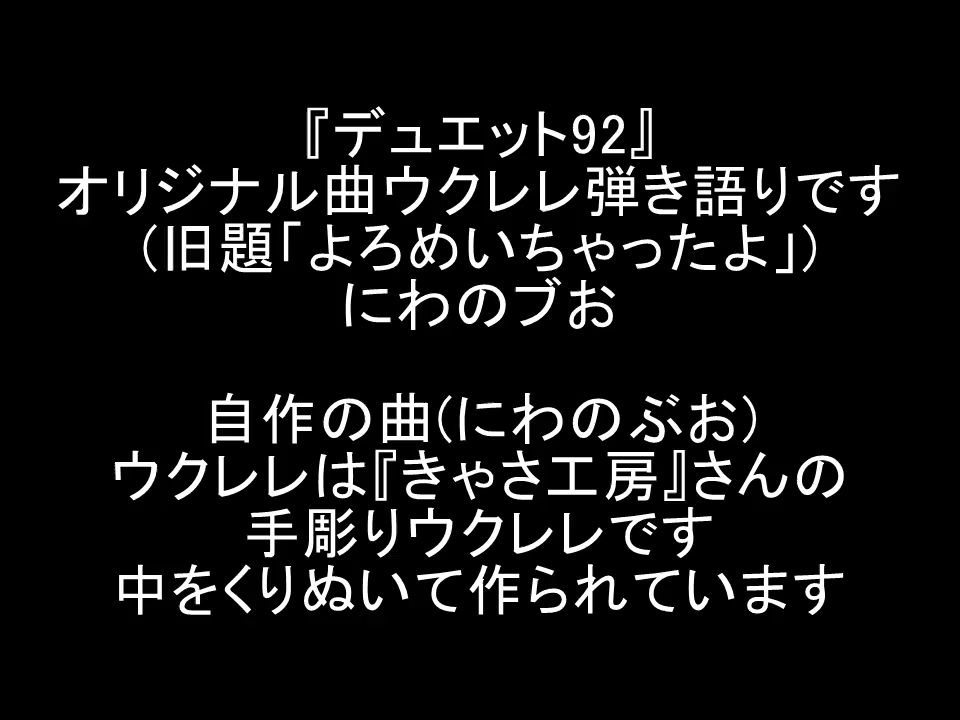 『デュエット92』
オリジナル曲ウクレレ弾き語りです
(旧題「よろめいちゃったよ」)
にわのブお
自作の曲(にわのぶお)
ウクレレは『きゃさ工房』さんの
手彫りウクレレです
中をくりぬいて作られています